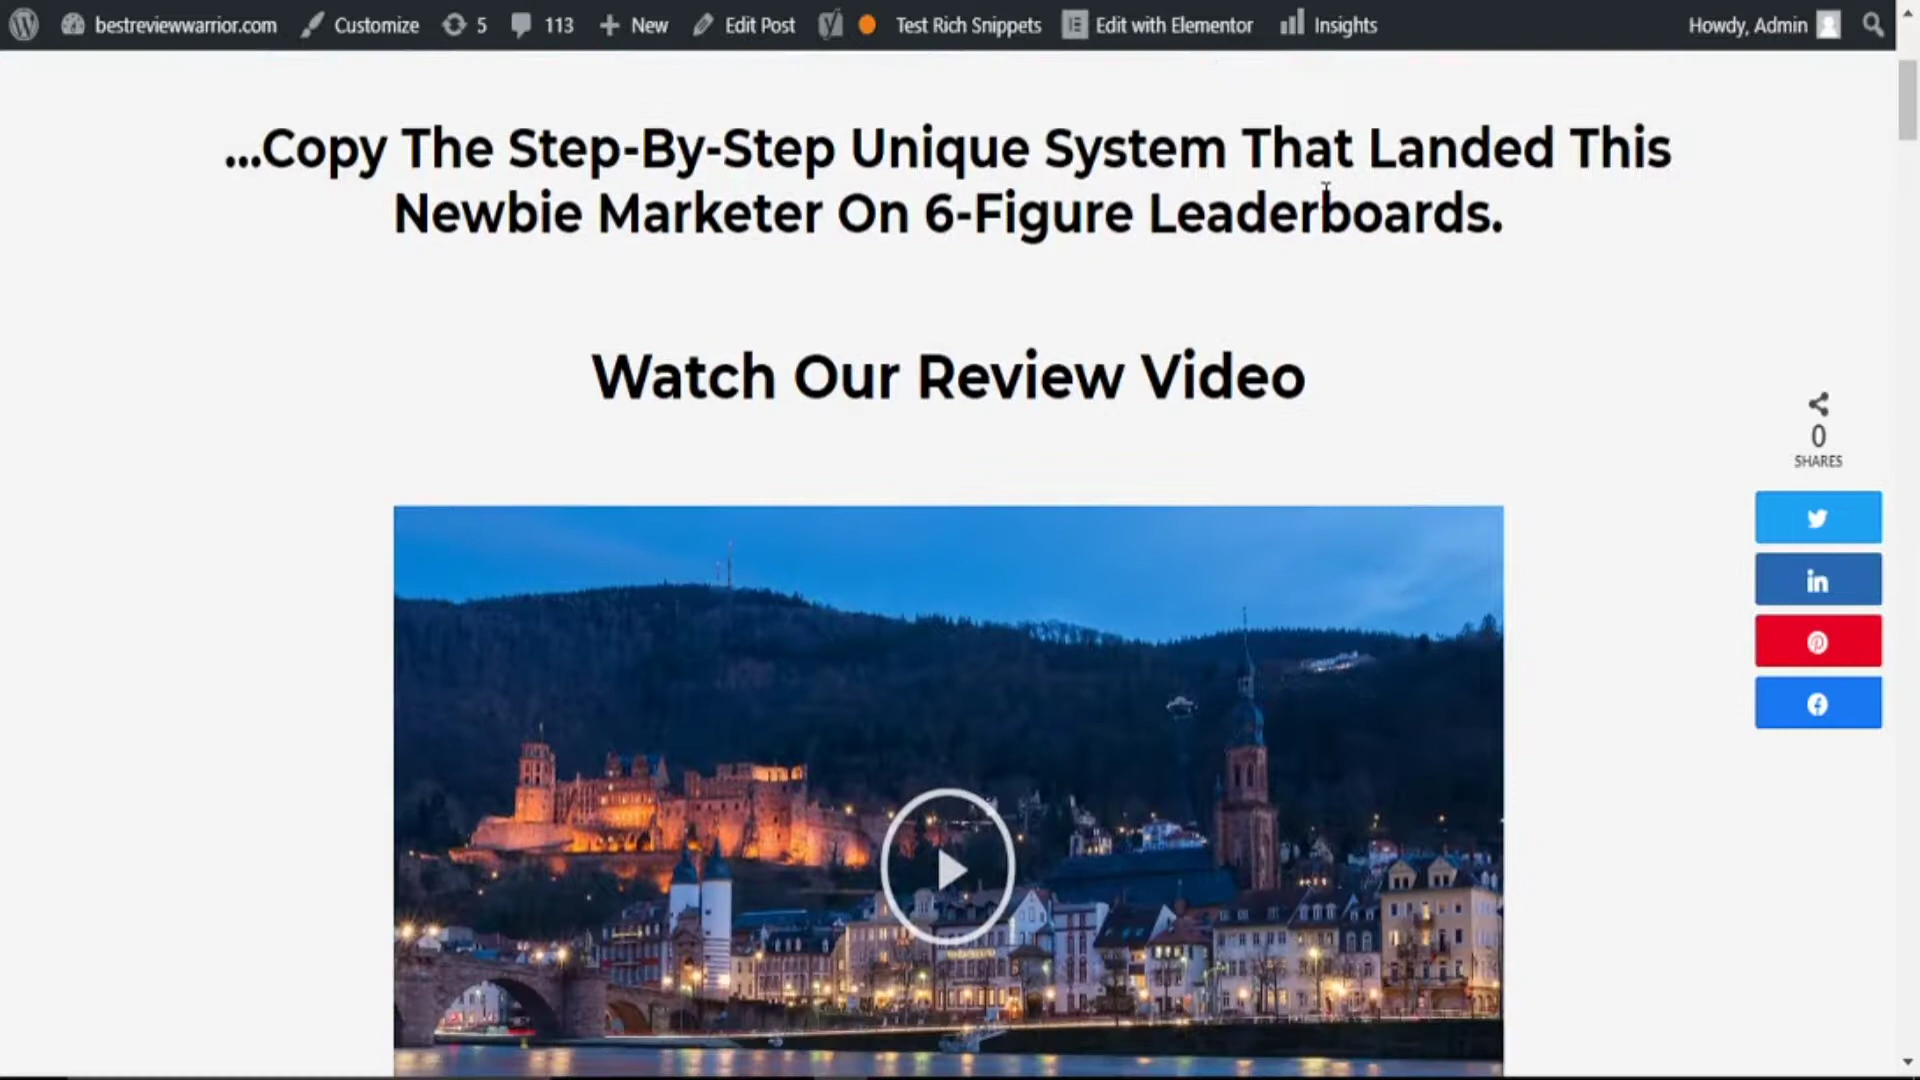 bestreviewwarrior.com Customize 5 113 New Edit Post Test Rich Snippets Edit with Elementor Insights Howdy, Admin
...Copy The Step-By-Step Unique System That Landed This
Newbie Marketer On 6-Figure Leaderboards.
Watch Our Review Video
0
SHARES